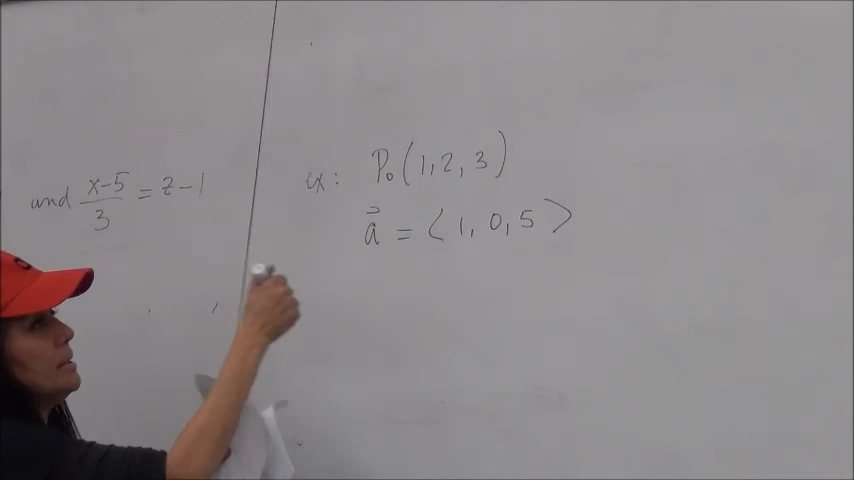 and x-5/3 = z-1
ex: P₀(1,2,3)
a⃗ = ⟨1,0,5⟩